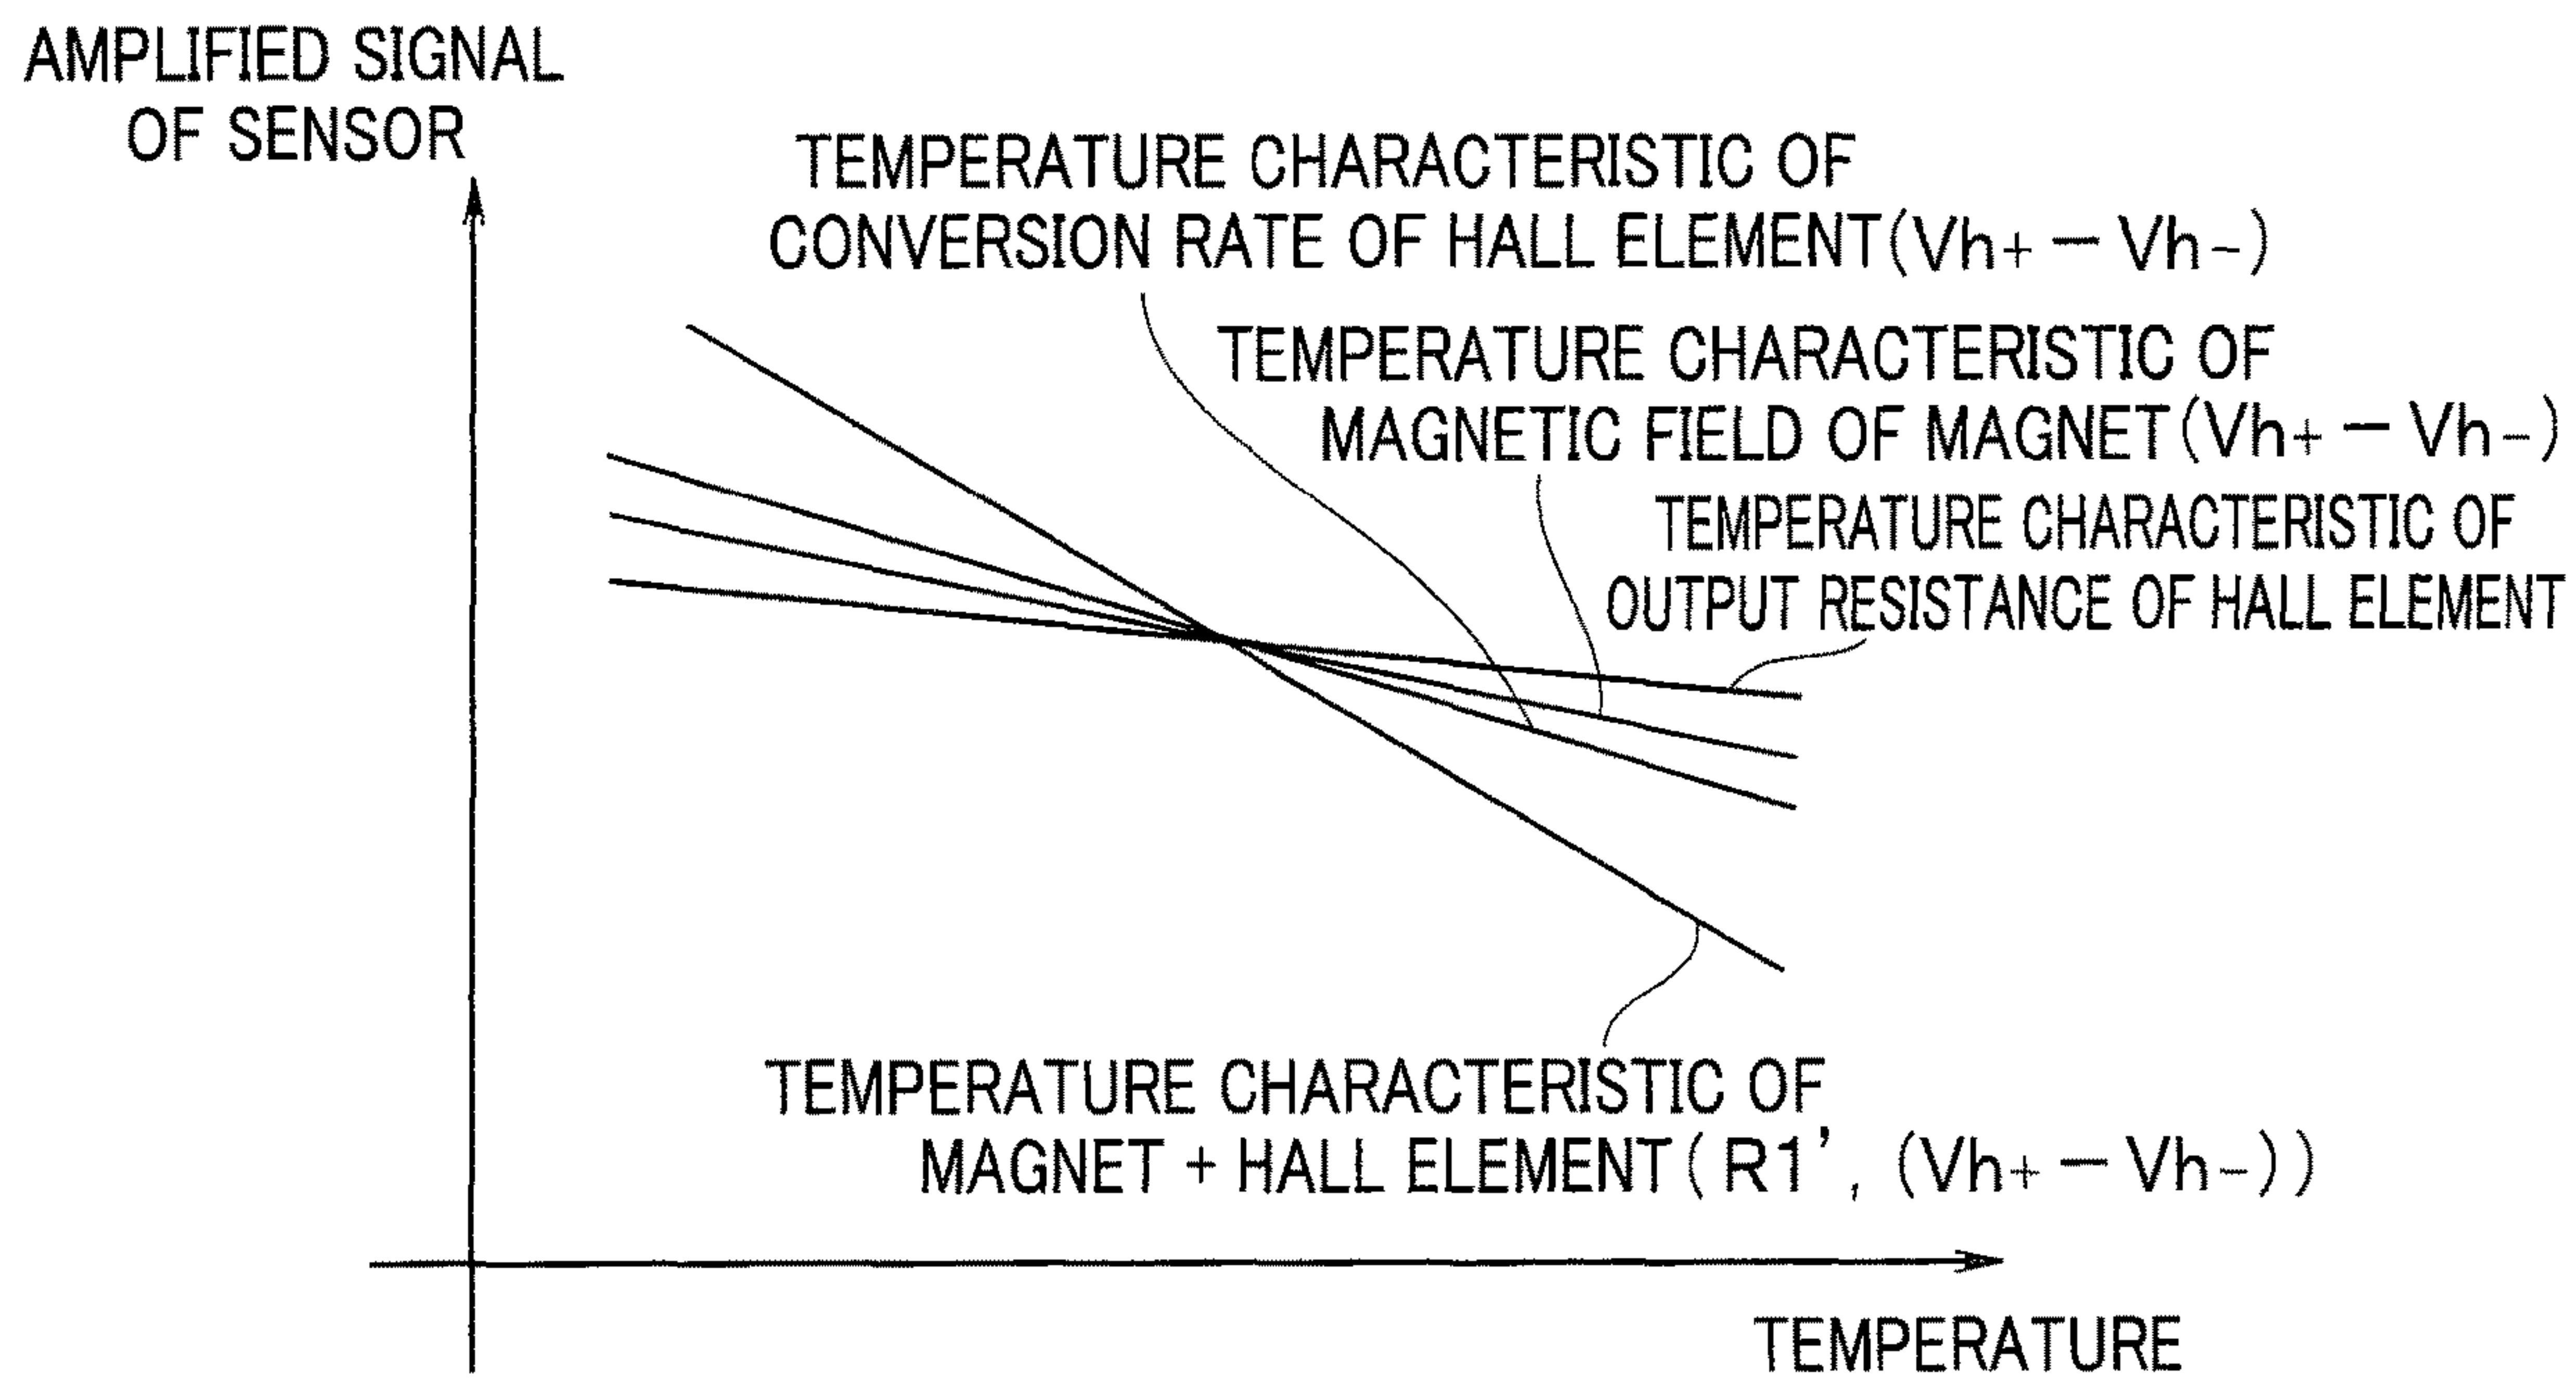 AMPLIFIED SIGNAL
OF SENSOR
TEMPERATURE CHARACTERISTIC OF
CONVERSION RATE OF HALL ELEMENT(Vh+ − Vh−)
TEMPERATURE CHARACTERISTIC OF
MAGNETIC FIELD OF MAGNET(Vh+ − Vh−)
TEMPERATURE CHARACTERISTIC OF
OUTPUT RESISTANCE OF HALL ELEMENT
TEMPERATURE CHARACTERISTIC OF
MAGNET + HALL ELEMENT(R1', (Vh+ − Vh−))
TEMPERATURE